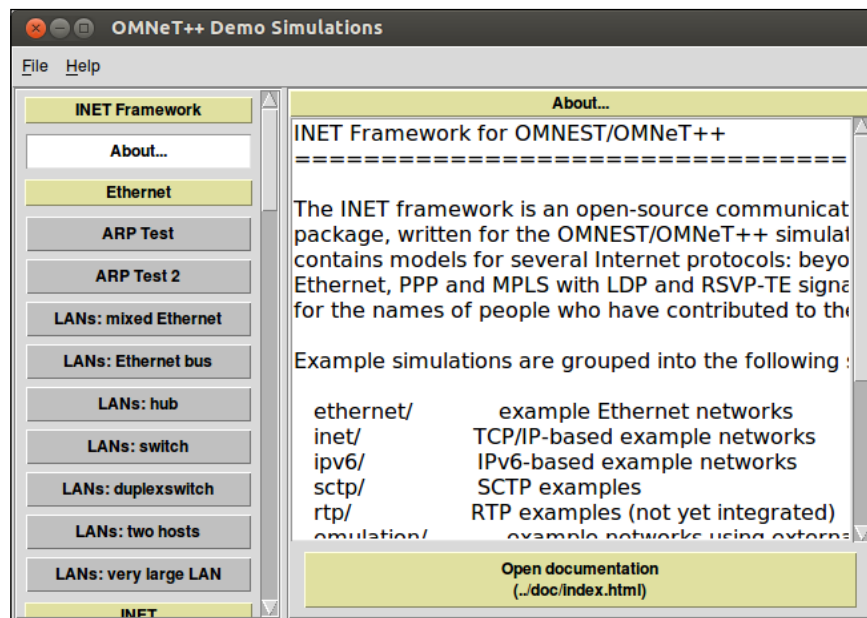 OMNeT++ Demo Simulations
File Help
INET Framework
About...
Ethernet
ARP Test
ARP Test 2
LANs: mixed Ethernet
LANs: Ethernet bus
LANs: hub
LANs: switch
LANs: duplexswitch
LANs: two hosts
LANs: very large LAN
INET
About...
INET Framework for OMNEST/OMNeT++
================================
The INET framework is an open-source communicat
package, written for the OMNEST/OMNeT++ simulat
contains models for several Internet protocols: beyo
Ethernet, PPP and MPLS with LDP and RSVP-TE signa
for the names of people who have contributed to the
Example simulations are grouped into the following s
ethernet/ example Ethernet networks
inet/ TCP/IP-based example networks
ipv6/ IPv6-based example networks
sctp/ SCTP examples
rtp/ RTP examples (not yet integrated)
emulation/ example networks using externa
Open documentation
(../doc/index.html)